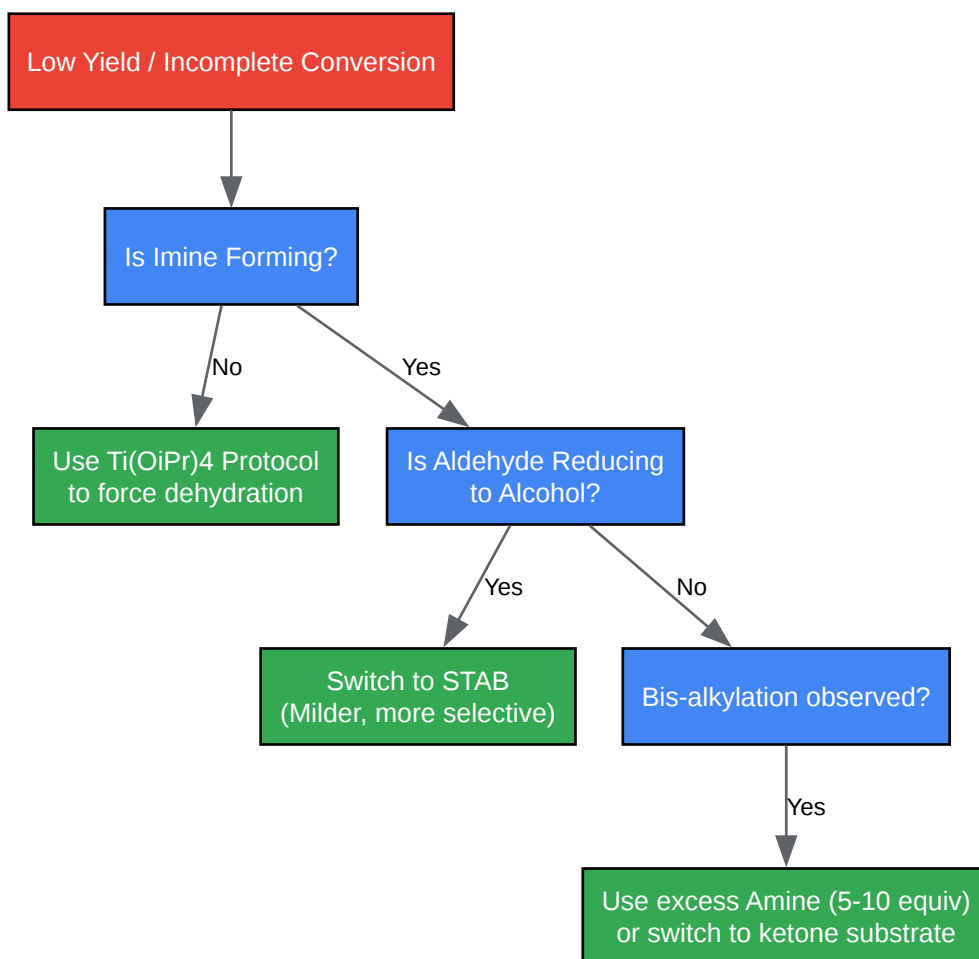 Low Yield / Incomplete Conversion
Is Imine Forming?
No
Yes
Use Ti(OiPr)4 Protocol
to force dehydration
Is Aldehyde Reducing
to Alcohol?
Yes
No
Switch to STAB
(Milder, more selective)
Bis-alkylation observed?
Yes
Use excess Amine (5-10 equiv)
or switch to ketone substrate